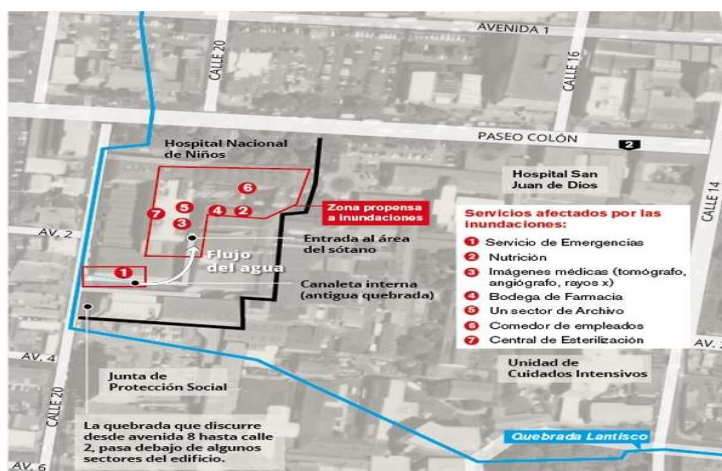 AVENIDA 1
CALLE 20
CALLE 16
PASEO COLÓN
2
Hospital Nacional
de Niños
Hospital San
Juan de Dios
CALLE 14
6
5
4
2
7
3
Zona propensa
a inundaciones
AV. 2
Entrada al área
del sótano
Flujo
del agua
1
Canaleta interna
(antigua quebrada)
Servicios afectados por las
inundaciones:
1 Servicio de Emergencias
2 Nutrición
3 Imágenes médicas (tomógrafo,
angiógrafo, rayos x)
4 Bodega de Farmacia
5 Un sector de Archivo
6 Comedor de empleados
7 Central de Esterilización
AV. 4
Junta de
Protección Social
Unidad de
Cuidados Intensivos
CALLE 20
La quebrada que discurre
desde avenida 8 hasta calle
2, pasa debajo de algunos
sectores del edificio.
Quebrada Lantisco
AV. 6